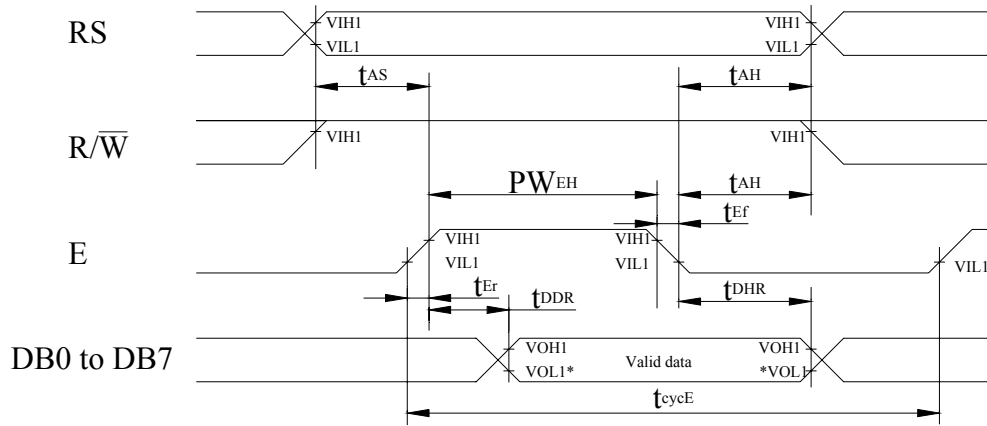 RS
VIH1
VIL1
VIH1
VIL1
tAS
tAH
R/W̅
VIH1
VIH1
PWEH
tAH
tEf
E
VIH1
VIL1
VIH1
VIL1
VIL1
tEr
tDDR
tDHR
DB0 to DB7
VOH1
VOL1*
Valid data
VOH1
*VOL1
tcycE